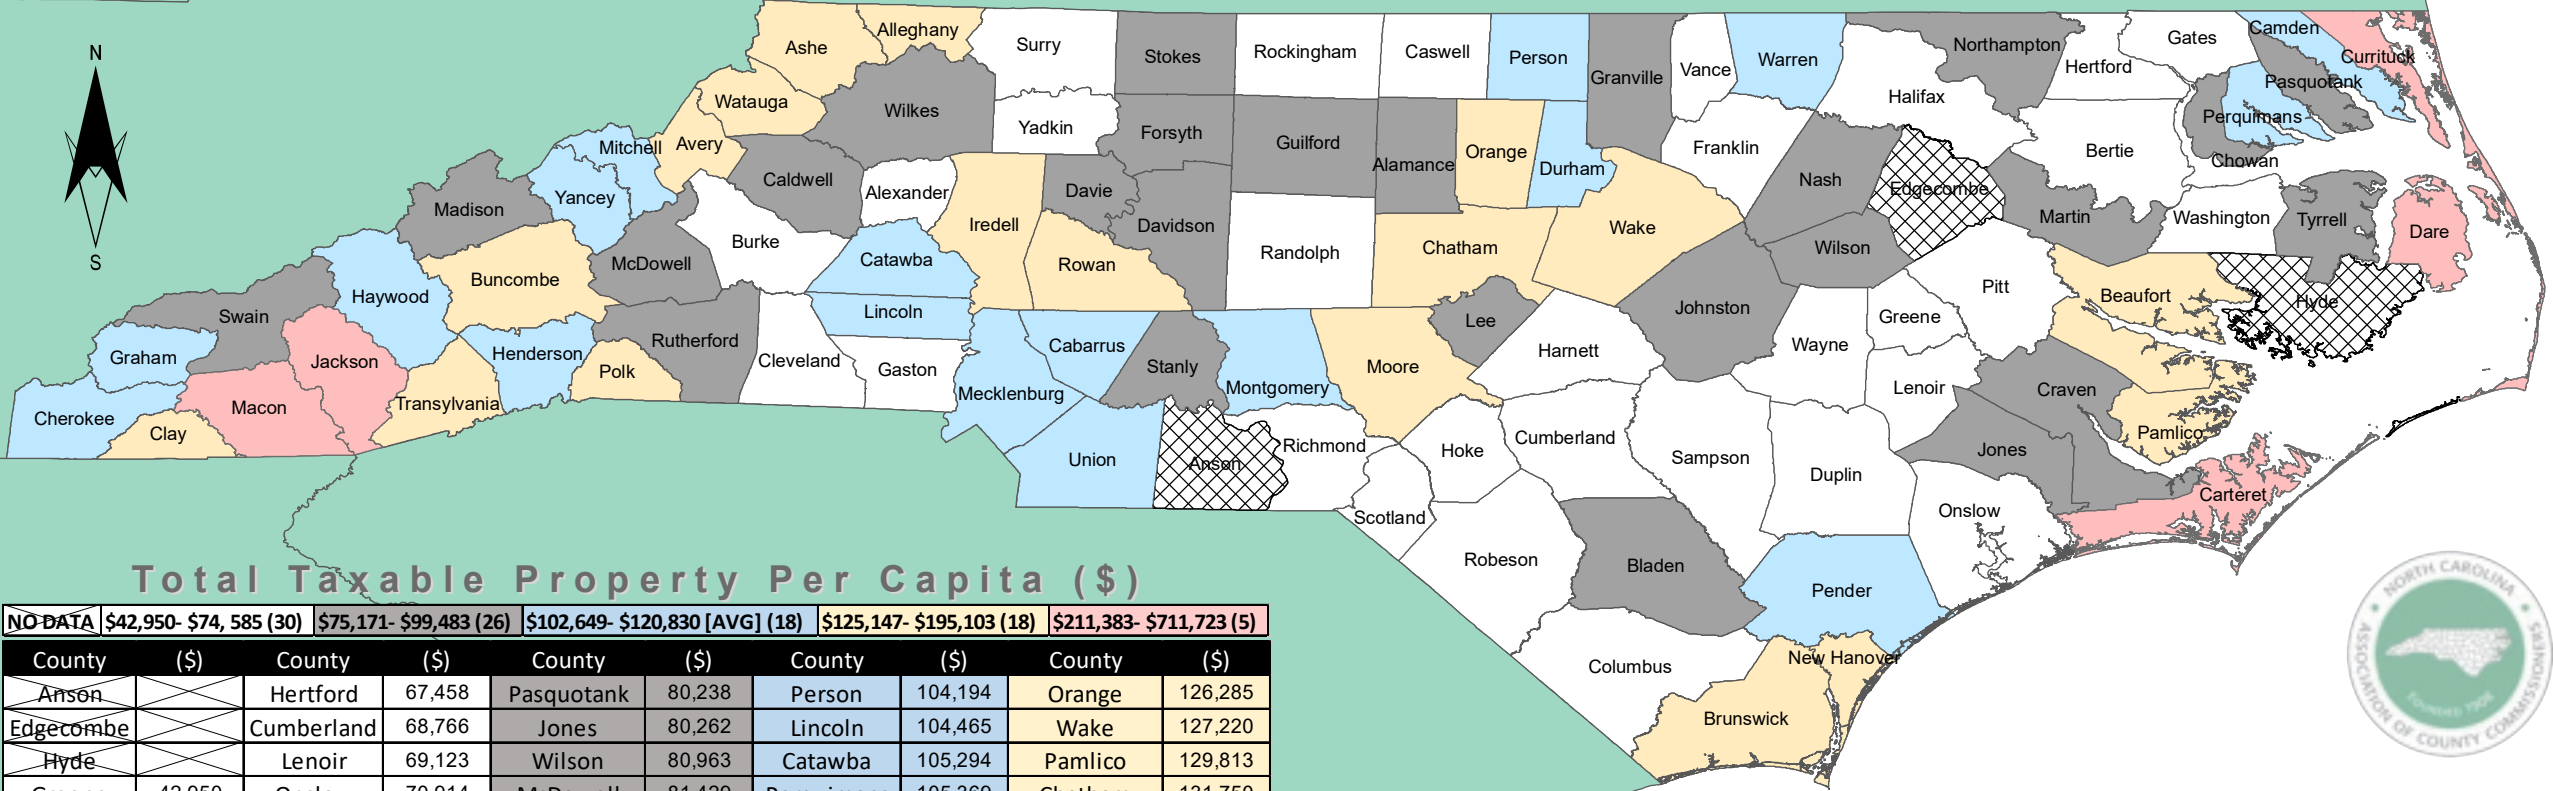 N
S
Ashe
Alleghany
Surry
Stokes
Rockingham
Caswell
Person
Granville
Vance
Warren
Northampton
Hertford
Gates
Camden
Currituck
Pasquotank
Perquimans
Chowan
Halifax
Bertie
Watauga
Wilkes
Yadkin
Forsyth
Guilford
Alamance
Orange
Durham
Franklin
Nash
Edgecombe
Martin
Washington
Tyrrell
Dare
Mitchell
Avery
Caldwell
Alexander
Davie
Yancey
Madison
Burke
Iredell
Davidson
Randolph
Chatham
Wake
Wilson
Pitt
Beaufort
Hyde
McDowell
Catawba
Rowan
Buncombe
Haywood
Swain
Lincoln
Lee
Johnston
Greene
Graham
Jackson
Henderson
Rutherford
Cleveland
Gaston
Cabarrus
Stanly
Montgomery
Moore
Harnett
Wayne
Lenoir
Craven
Cherokee
Clay
Macon
Transylvania
Polk
Mecklenburg
Union
Anson
Richmond
Hoke
Cumberland
Sampson
Duplin
Jones
Pamlico
Carteret
Onslow
Scotland
Robeson
Bladen
Pender
Columbus
New Hanover
Brunswick
Total Taxable Property Per Capita ($)
NO DATA $42,950- $74, 585 (30) $75,171- $99,483 (26) $102,649- $120,830 [AVG] (18) $125,147- $195,103 (18) $211,383- $711,723 (5)
County ($) County ($) County ($) County ($) County ($)
Anson Hertford 67,458 Pasquotank 80,238 Person 104,194 Orange 126,285
Edgecombe Cumberland 68,766 Jones 80,262 Lincoln 104,465 Wake 127,220
Hyde Lenoir 69,123 Wilson 80,963 Catawba 105,294 Pamlico 129,813
NORTH CAROLINA
ASSOCIATION OF COUNTY COMMISSIONERS
FOUNDED 1908